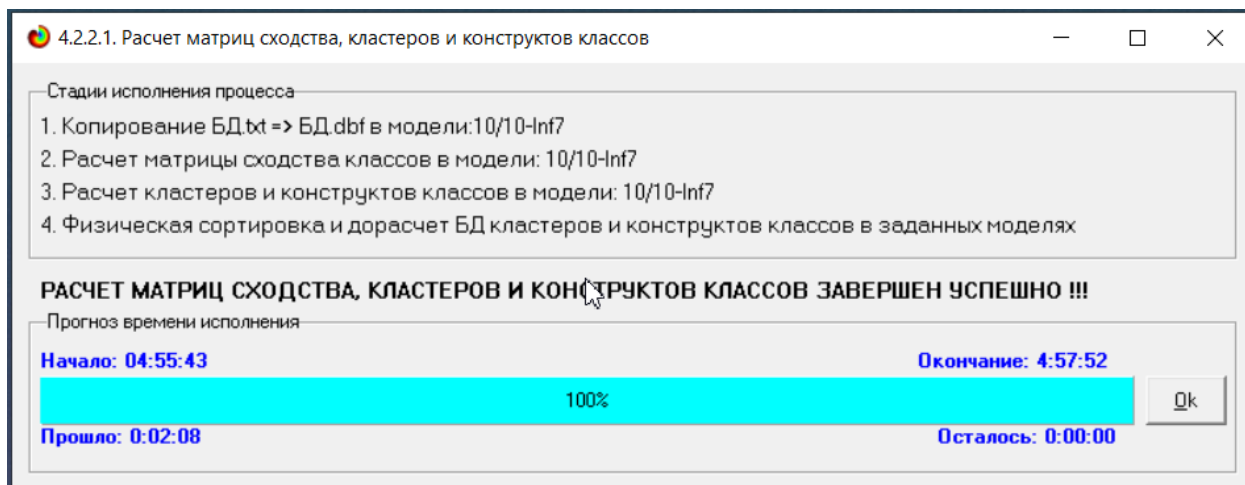 4.2.2.1. Расчет матриц сходства, кластеров и конструктов классов
Стадии исполнения процесса
1. Копирование БД.txt => БД.dbf в модели:10/10-Inf7
2. Расчет матрицы сходства классов в модели: 10/10-Inf7
3. Расчет кластеров и конструктов классов в модели: 10/10-Inf7
4. Физическая сортировка и дорасчет БД кластеров и конструктов классов в заданных моделях
РАСЧЕТ МАТРИЦ СХОДСТВА, КЛАСТЕРОВ И КОНСТРУКТОВ КЛАССОВ ЗАВЕРШЕН УСПЕШНО !!!
Прогноз времени исполнения
Начало: 04:55:43 Окончание: 4:57:52
100% Ok
Прошло: 0:02:08 Осталось: 0:00:00